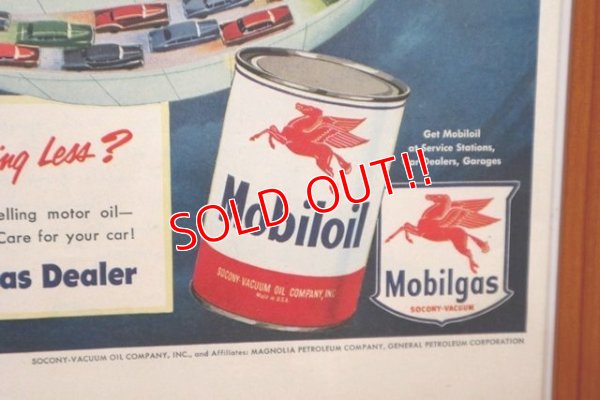 ing Less?
elling motor oil—
Care for your car!
as Dealer
Mobiloil
SOCONY-VACUUM OIL COMPANY, INC.
Made in U.S.A.
SOLD OUT!!
Get Mobiloil
at Service Stations,
Car Dealers, Garages
Mobilgas
SOCONY-VACUUM
SOCONY-VACUUM OIL COMPANY, INC., and Affiliates: MAGNOLIA PETROLEUM COMPANY, GENERAL PETROLEUM CORPORATION